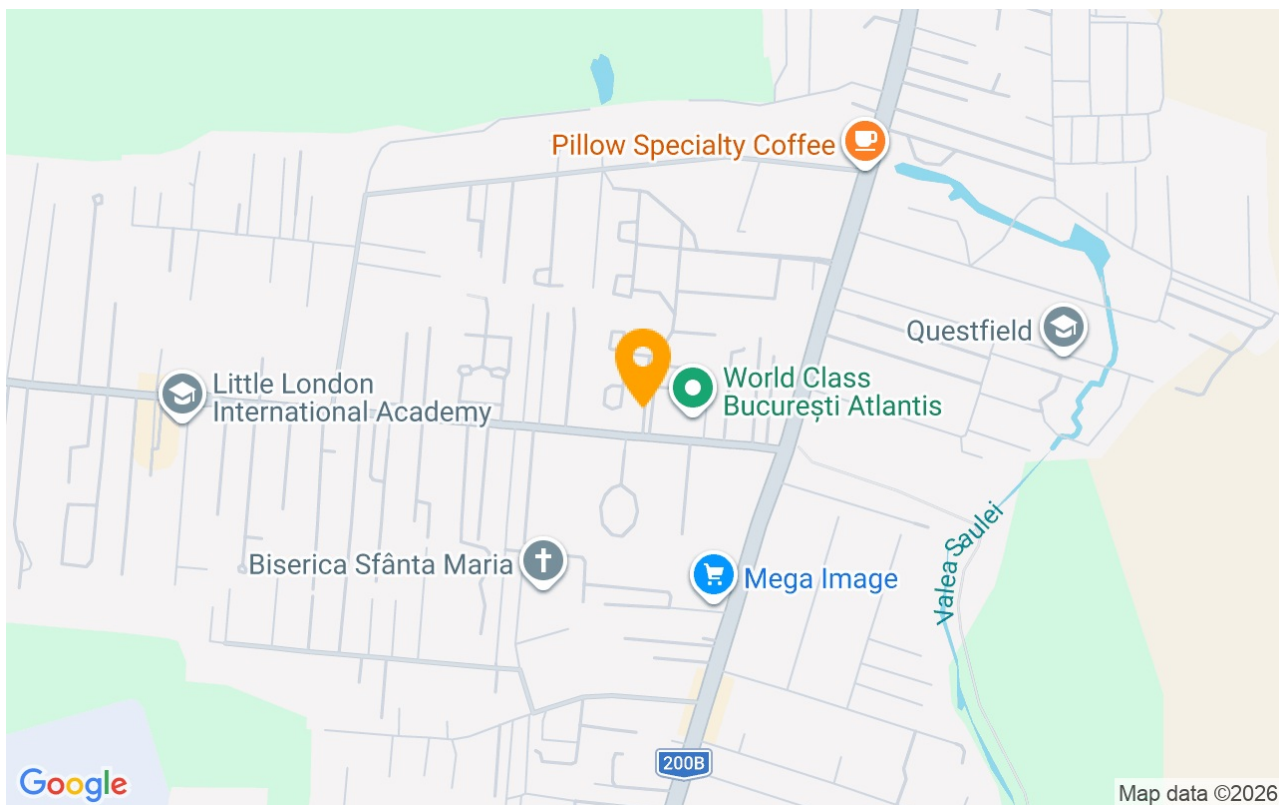 Pillow Specialty Coffee
Questfield
World Class
București Atlantis
Little London
International Academy
Valea Saulei
Biserica Sfânta Maria
Mega Image
200B
Google
Map data ©2026